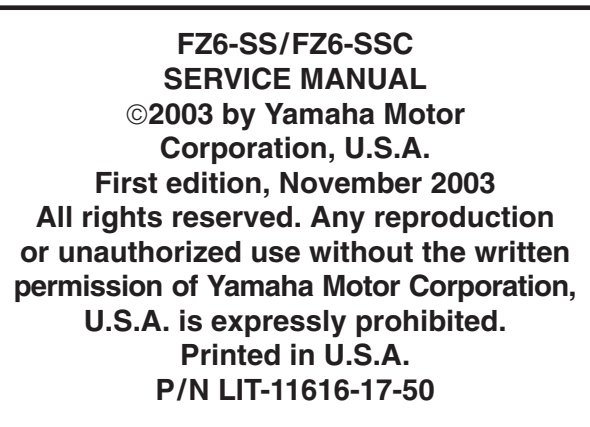 FZ6-SS/FZ6-SSC
SERVICE MANUAL
©2003 by Yamaha Motor
Corporation, U.S.A.
First edition, November 2003
All rights reserved. Any reproduction
or unauthorized use without the written
permission of Yamaha Motor Corporation,
U.S.A. is expressly prohibited.
Printed in U.S.A.
P/N LIT-11616-17-50